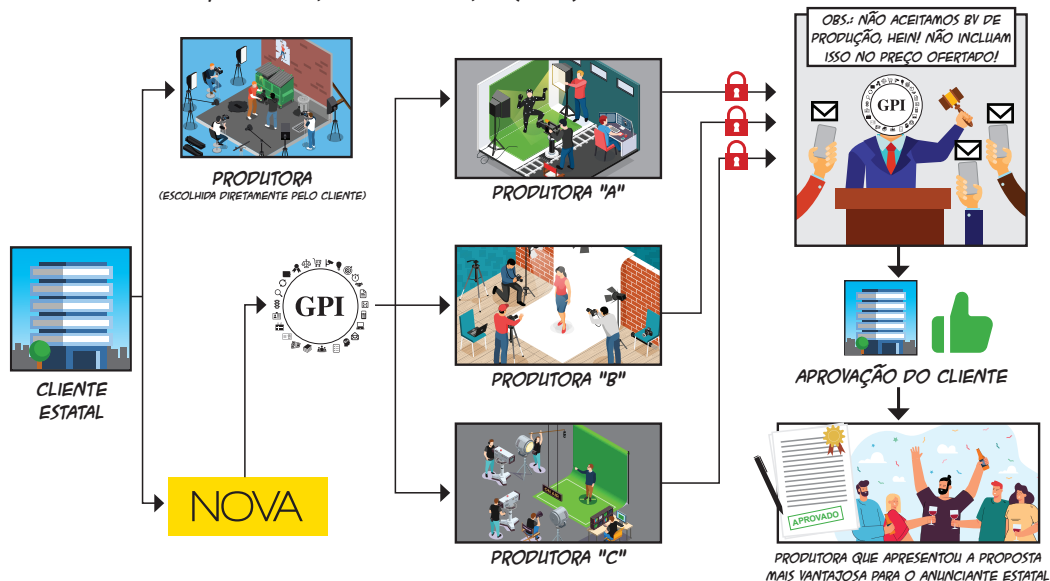 OBS.: NÃO ACEITAMOS BV DE
PRODUÇÃO, HEIN! NÃO INCLUAM
ISSO NO PREÇO OFERTADO!
GPI
PRODUTORA
(ESCOLHIDA DIRETAMENTE PELO CLIENTE)
PRODUTORA "A"
GPI
CLIENTE
ESTATAL
PRODUTORA "B"
APROVAÇÃO DO CLIENTE
NOVA
PRODUTORA "C"
APROVADO
PRODUTORA QUE APRESENTOU A PROPOSTA
MAIS VANTAJOSA PARA O ANUNCIANTE ESTATAL